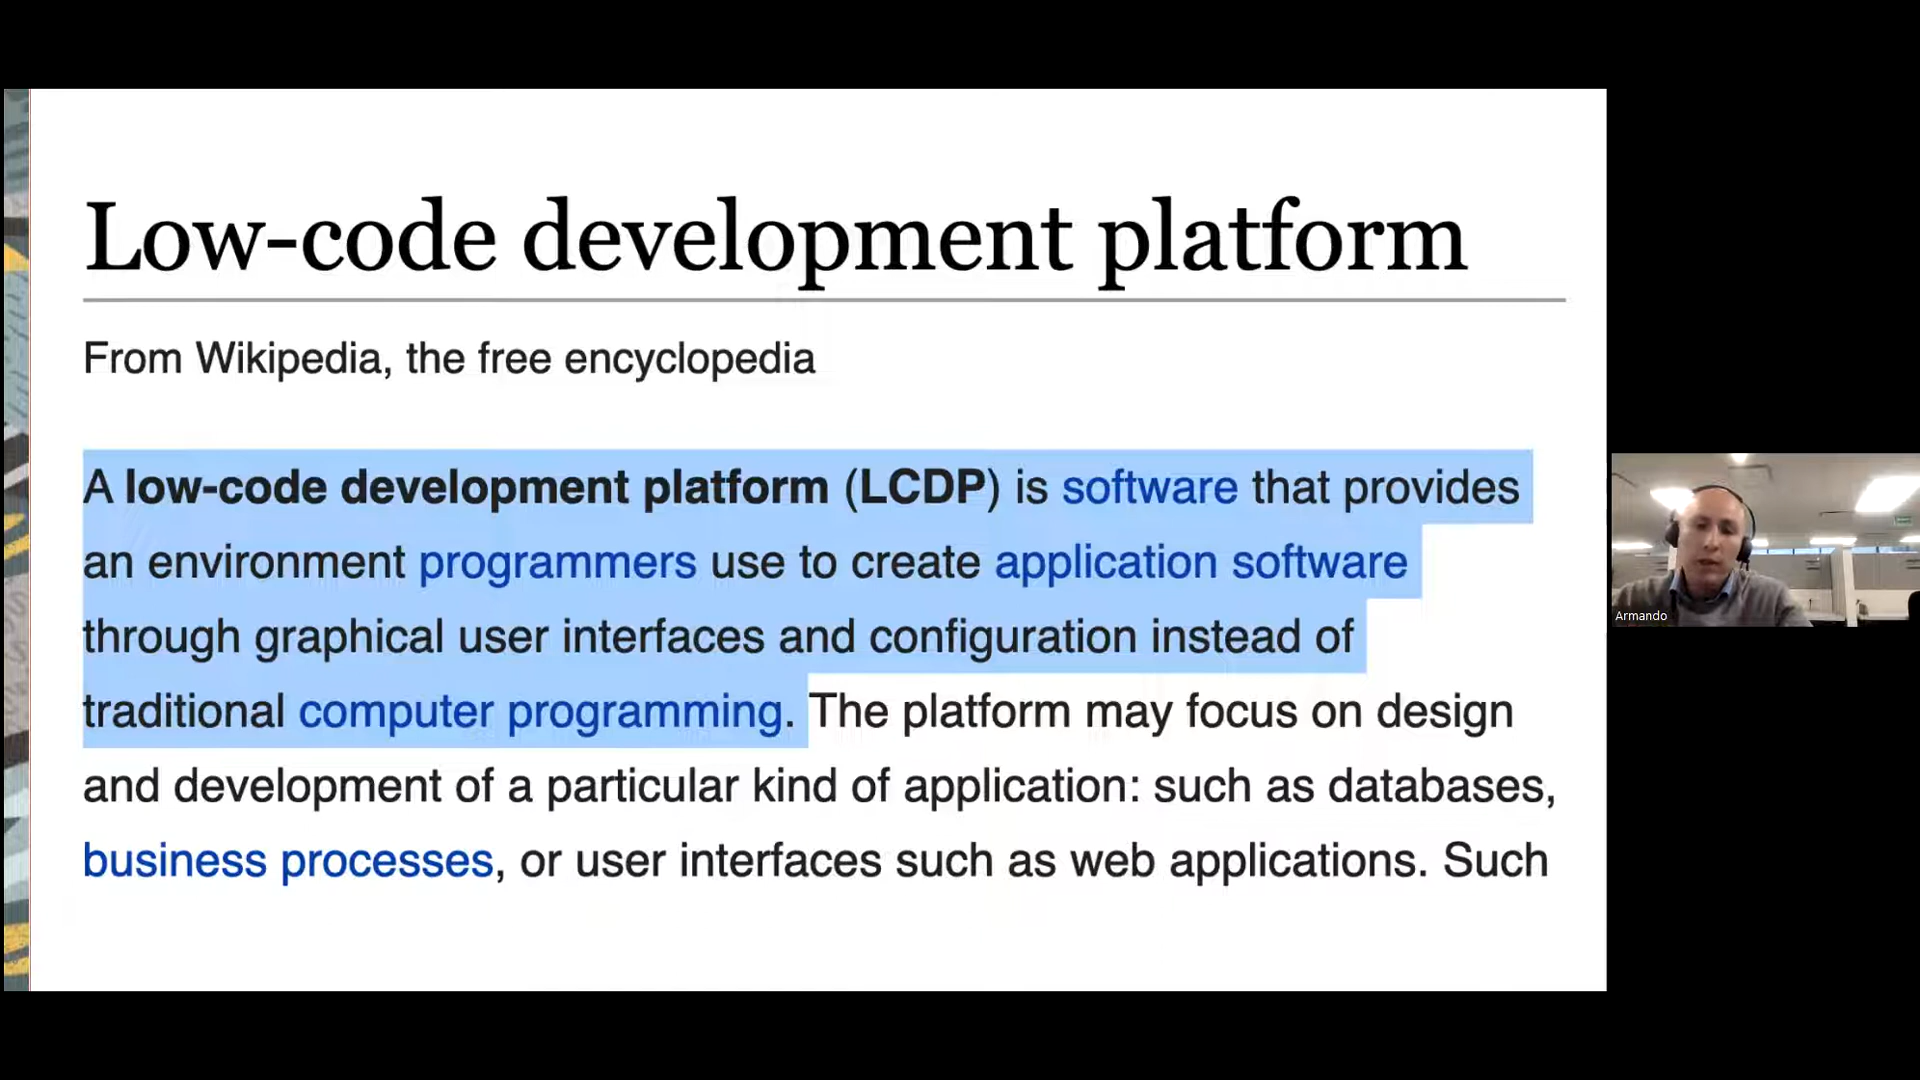 Low-code development platform
From Wikipedia, the free encyclopedia
A low-code development platform (LCDP) is software that provides
an environment programmers use to create application software
through graphical user interfaces and configuration instead of
traditional computer programming. The platform may focus on design
and development of a particular kind of application: such as databases,
business processes, or user interfaces such as web applications. Such
Armando